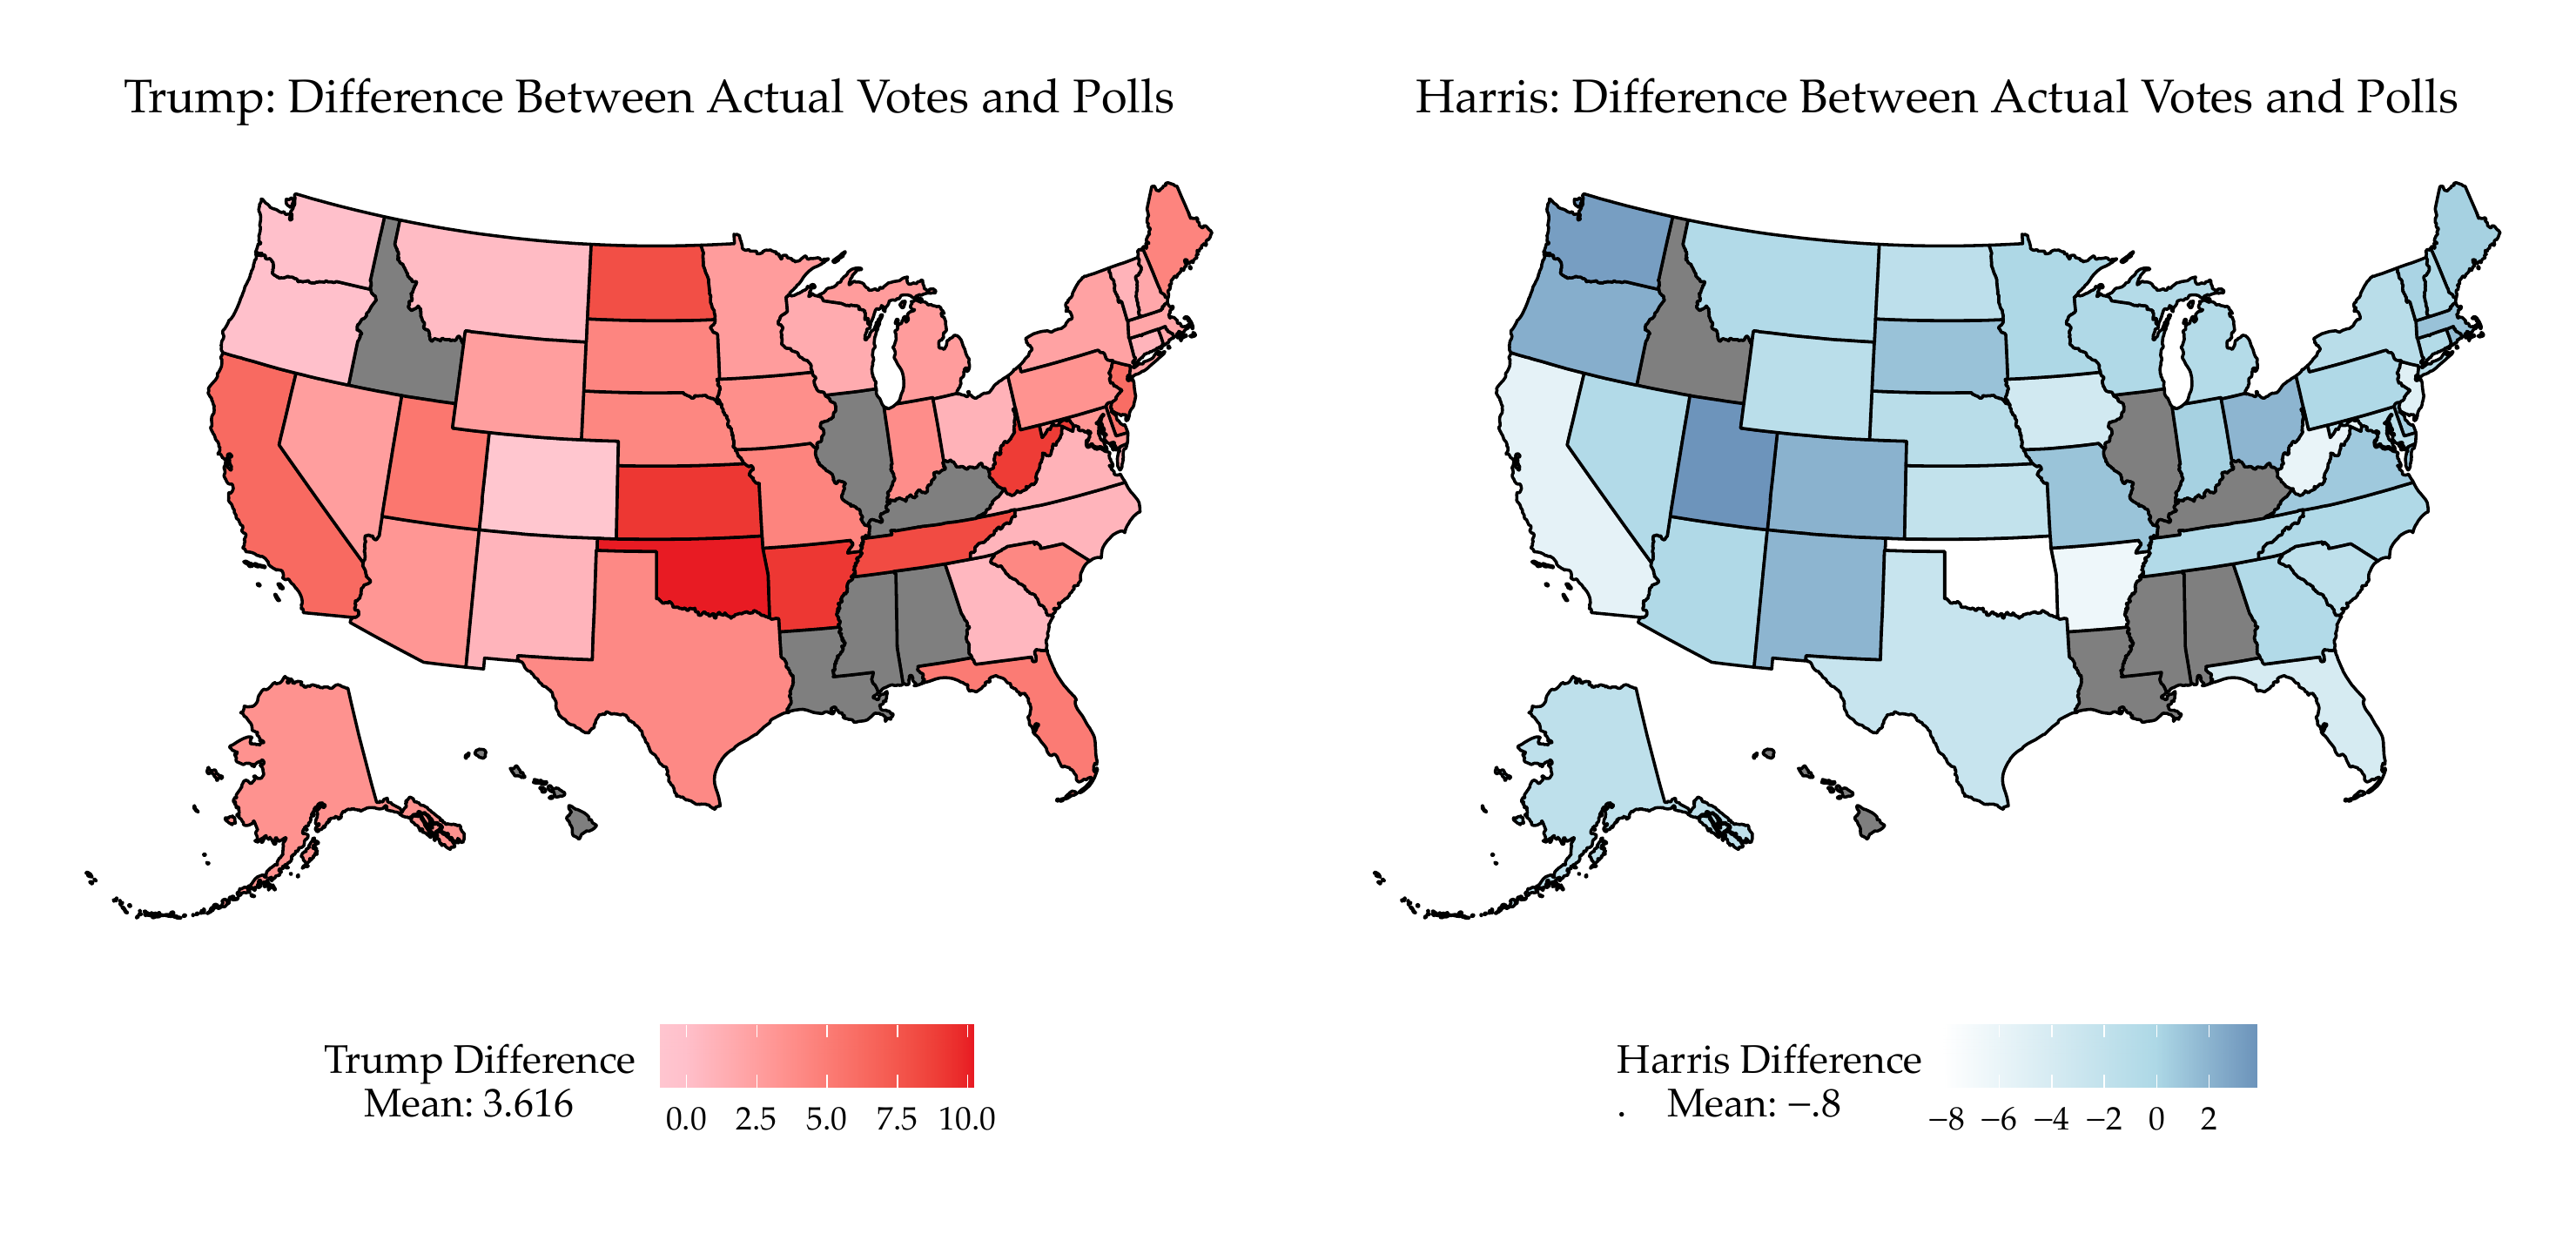 Trump: Difference Between Actual Votes and Polls
Harris: Difference Between Actual Votes and Polls
Trump Difference
Mean: 3.616
0.0 2.5 5.0 7.5 10.0
Harris Difference
. Mean: −.8
−8 −6 −4 −2 0 2